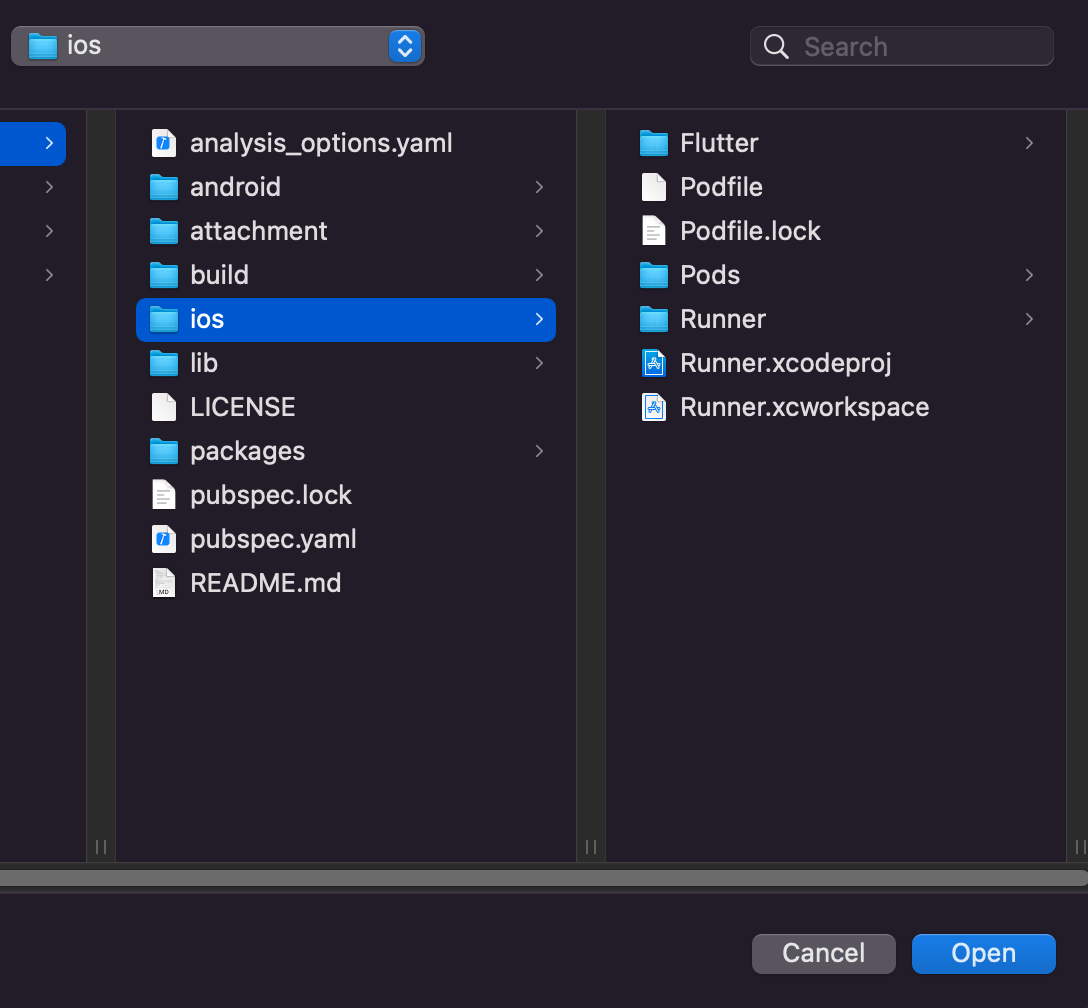 ios
Search
analysis_options.yaml
android
attachment
build
ios
lib
LICENSE
packages
pubspec.lock
pubspec.yaml
README.md
Flutter
Podfile
Podfile.lock
Pods
Runner
Runner.xcodeproj
Runner.xcworkspace
Cancel
Open